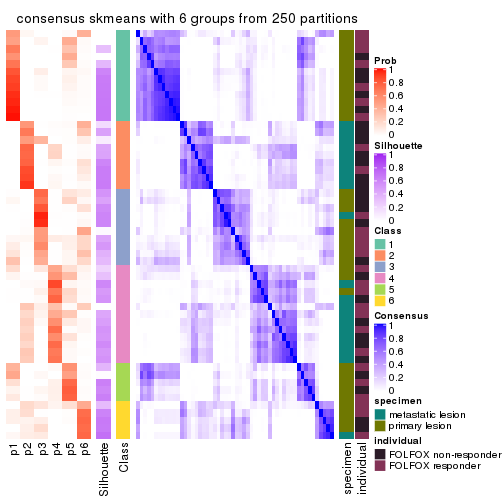 consensus skmeans with 6 groups from 250 partitions
Prob
1
0.8
0.6
0.4
0.2
0
Silhouette
1
0.8
0.6
0.4
0.2
0
Class
1
2
3
4
5
6
Consensus
1
0.8
0.6
0.4
0.2
0
specimen
metastatic lesion
primary lesion
individual
FOLFOX non-responder
FOLFOX responder
p1
p2
p3
p4
p5
p6
Silhouette
Class
specimen
individual